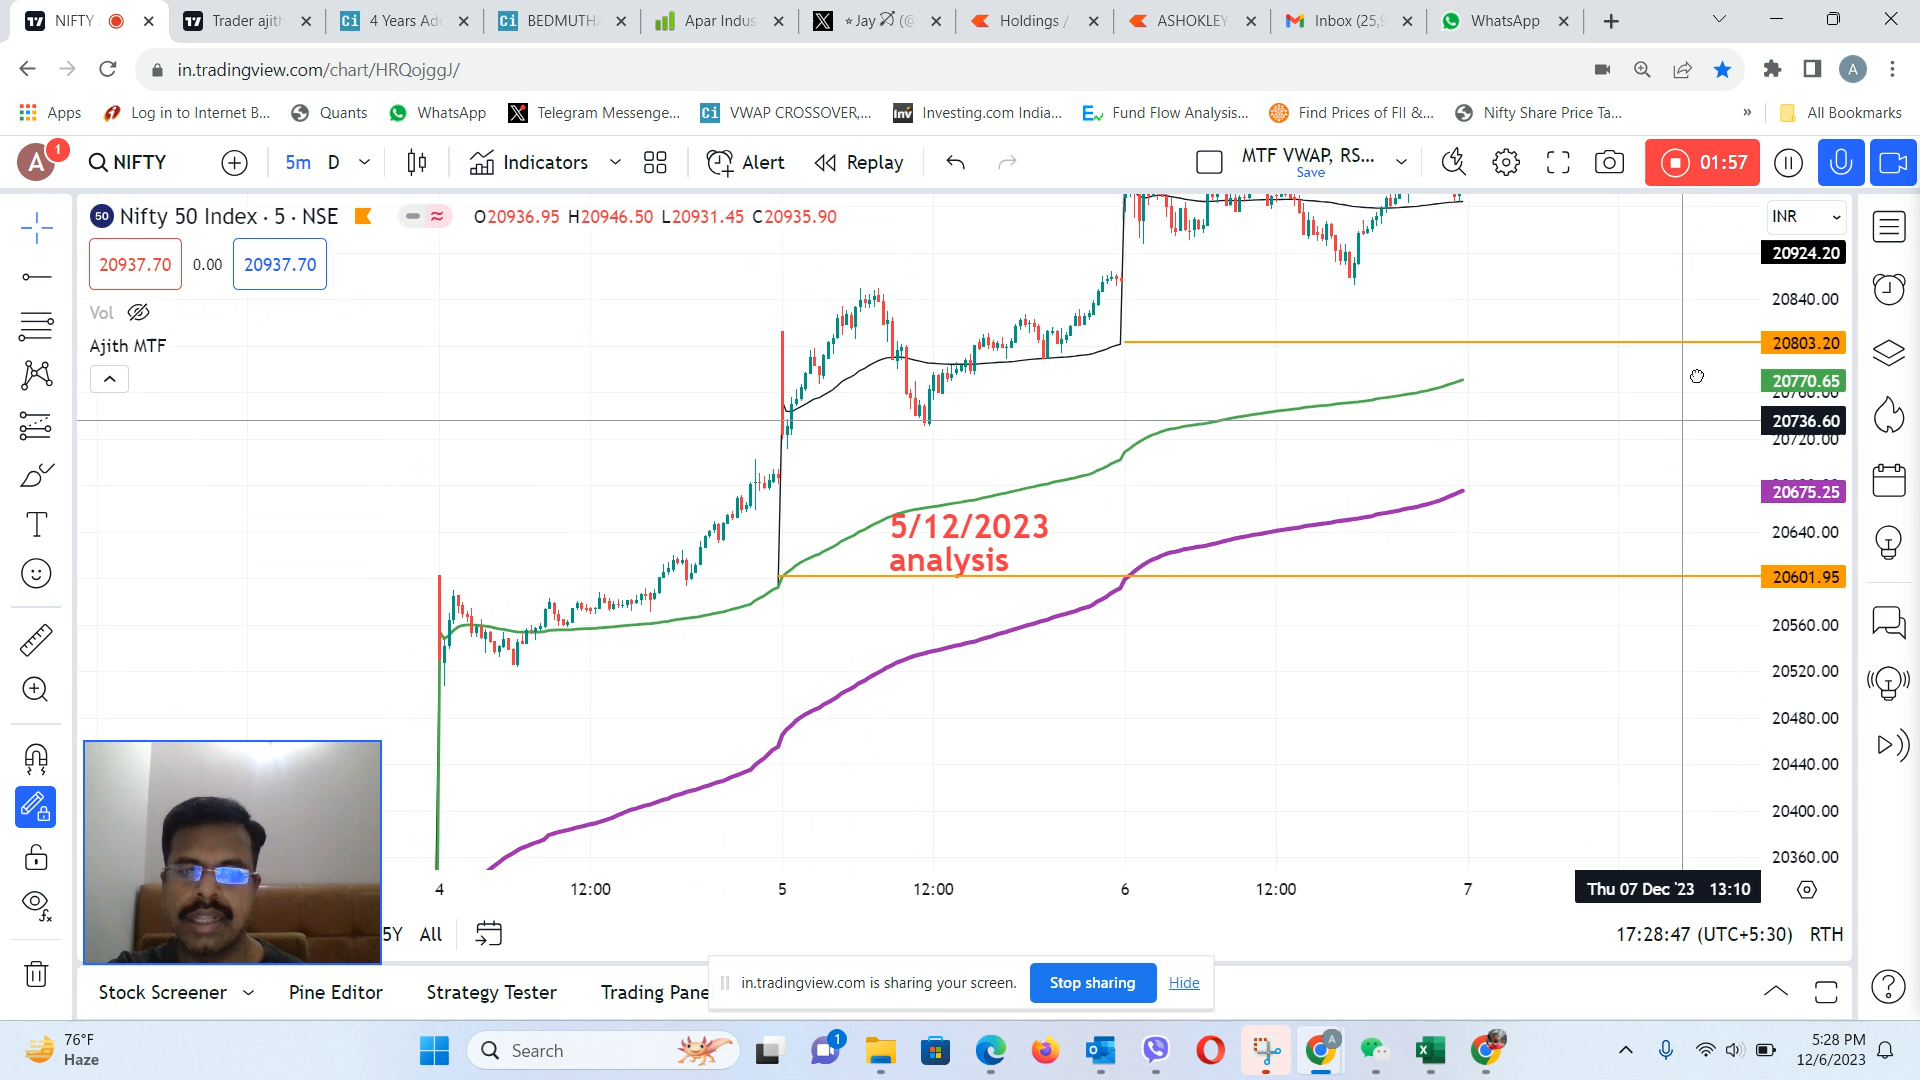 NIFTY
Trader ajith
4 Years Ad
BEDMUTH
Apar Indus
Jay
Holdings /
ASHOKLEY
Inbox (25,9
WhatsApp
in.tradingview.com/chart/HRQojggJ/
A
Apps
Log in to Internet B...
Quants
WhatsApp
Telegram Messenge...
VWAP CROSSOVER,...
Investing.com India...
Fund Flow Analysis...
Find Prices of FII &...
Nifty Share Price Ta...
»
All Bookmarks
A
1
NIFTY
5m
D
Indicators
Alert
Replay
MTF VWAP, RS...
Save
01:57
50
Nifty 50 Index · 5 · NSE
O20936.95 H20946.50 L20931.45 C20935.90
INR
20937.70
0.00
20937.70
Vol
Ajith MTF
20924.20
20840.00
20803.20
20770.65
20736.60
20720.00
20675.25
20640.00
20601.95
20560.00
20520.00
20480.00
20440.00
20400.00
20360.00
5/12/2023
analysis
4
12:00
5
12:00
6
12:00
7
Thu 07 Dec '23 13:10
5Y
All
17:28:47 (UTC+5:30)
RTH
Stock Screener
Pine Editor
Strategy Tester
Trading Pane
in.tradingview.com is sharing your screen.
Stop sharing
Hide
76°F
Haze
Search
1
5:28 PM
12/6/2023